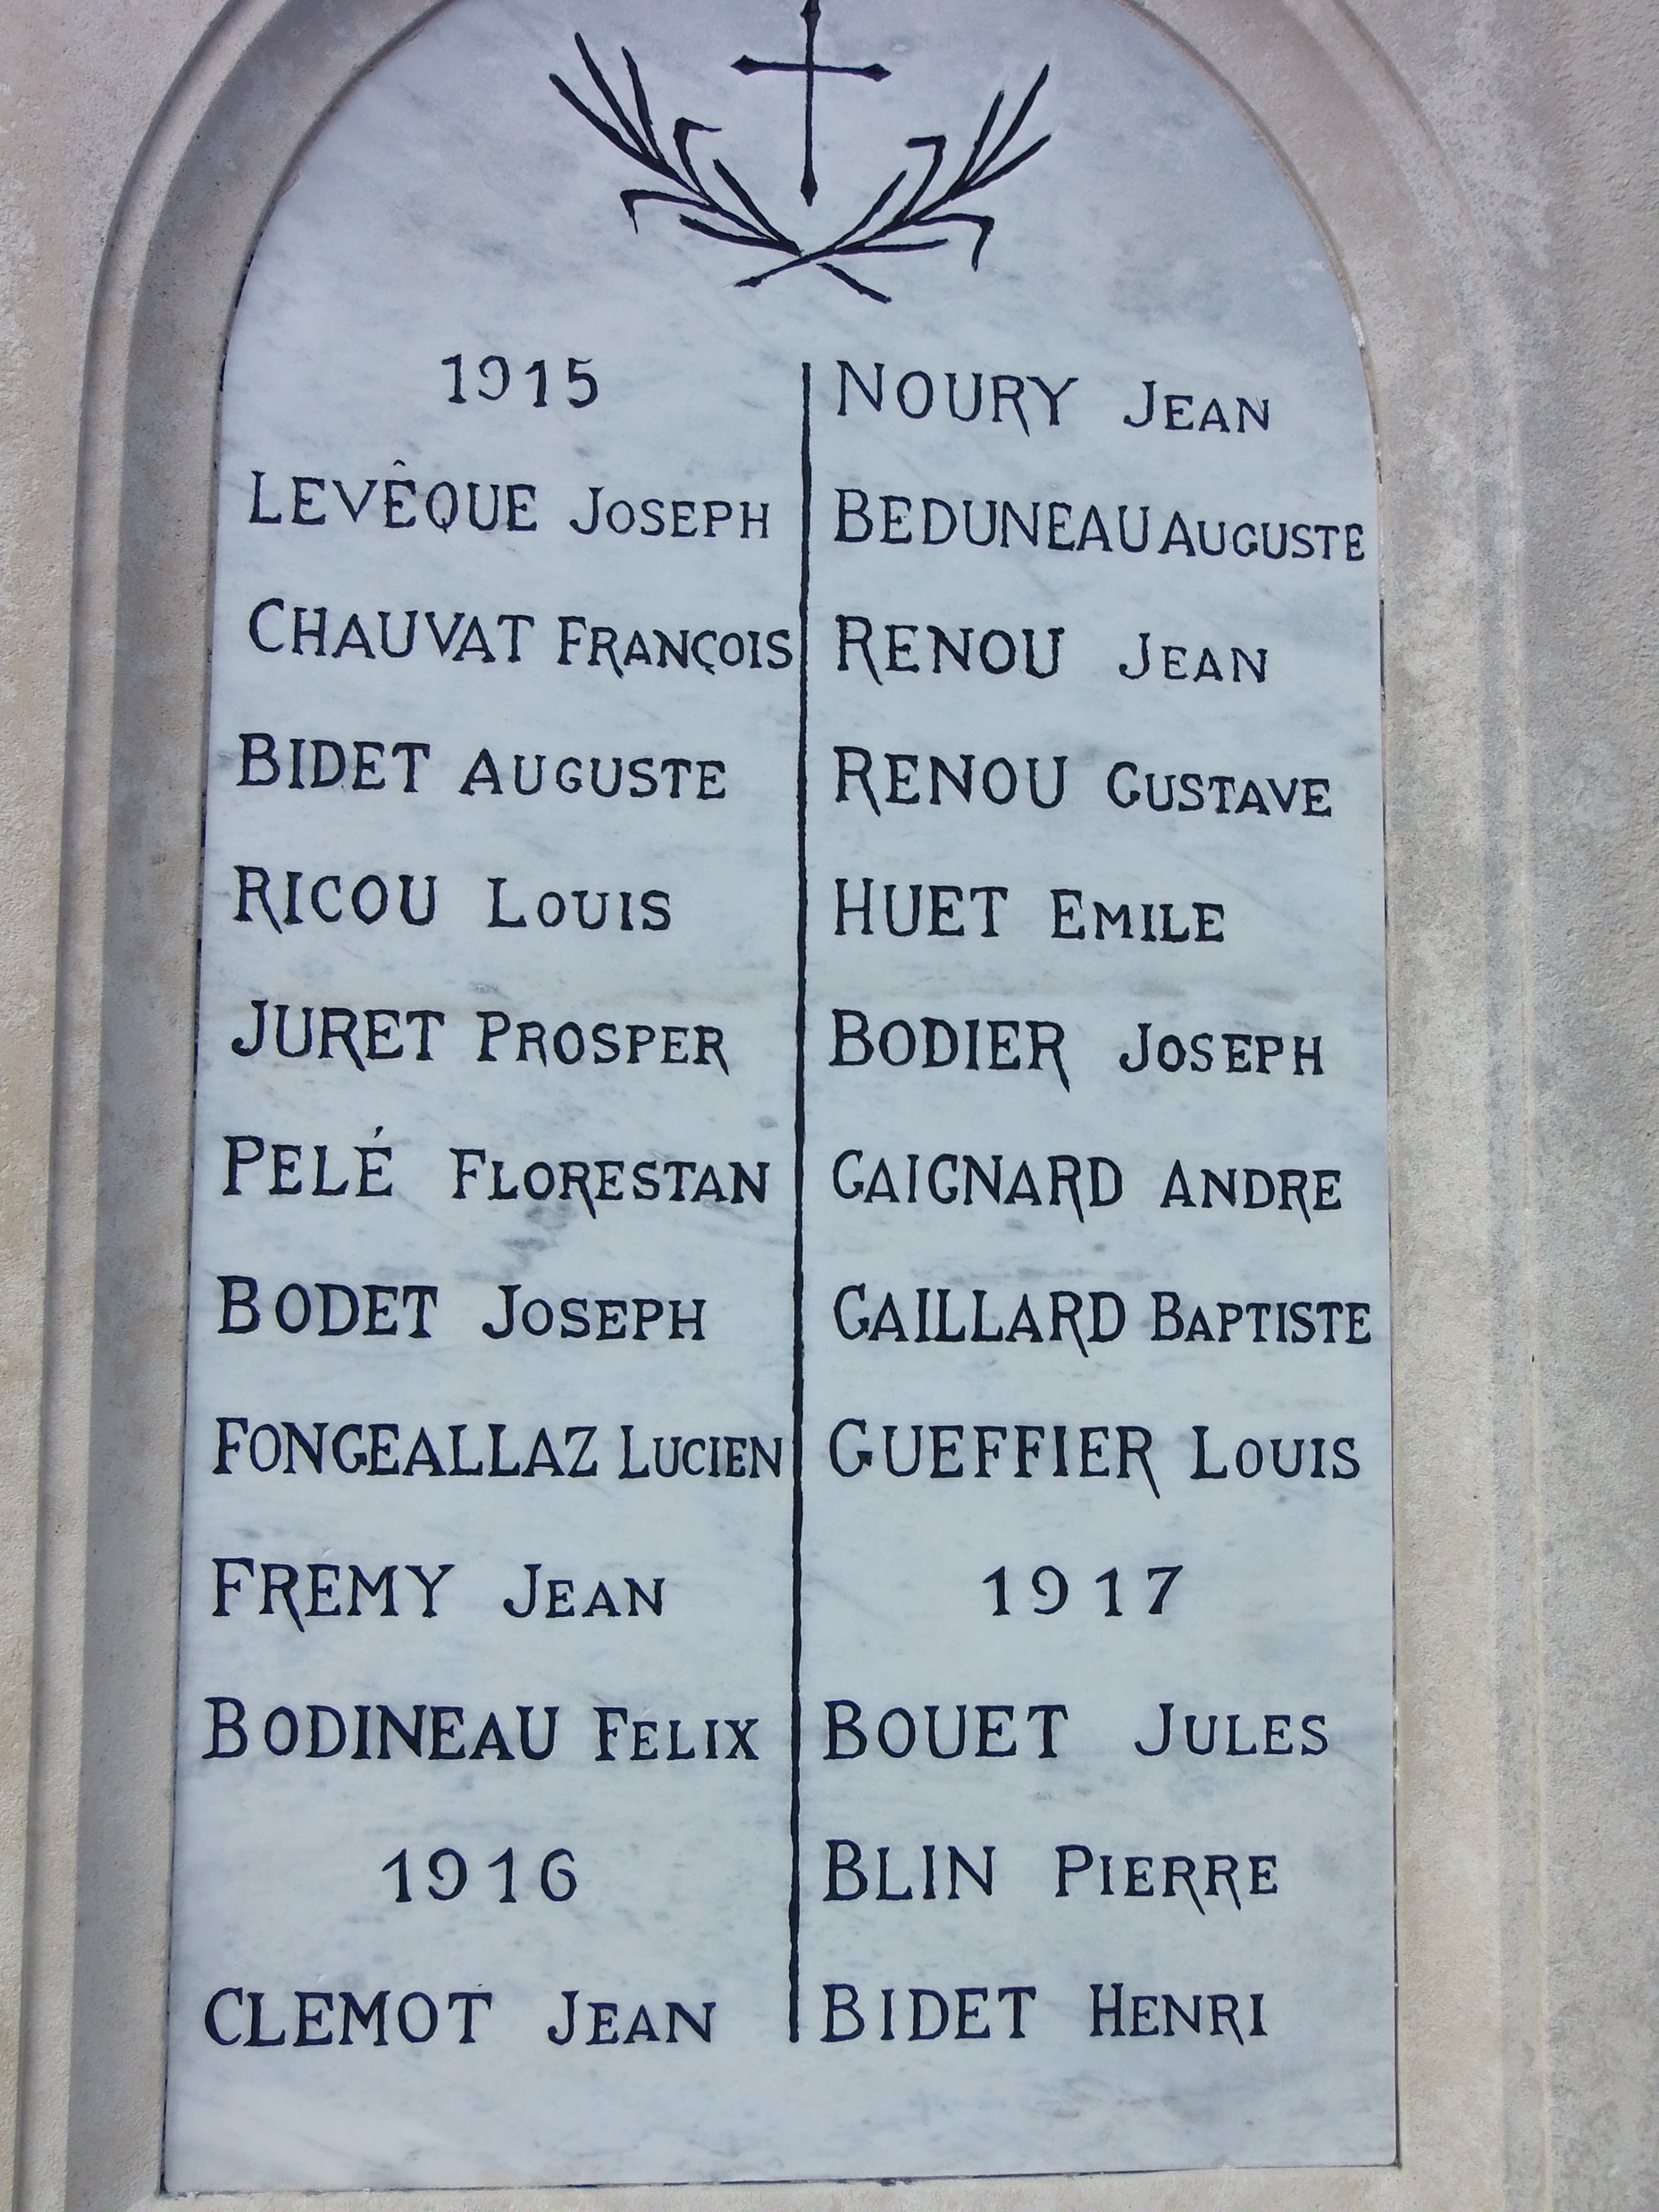 1915
LEVÊQUE JOSEPH
CHAUVAT FRANÇOIS
BIDET AUGUSTE
RICOU LOUIS
JURET PROSPER
PELÉ FLORESTAN
BODET JOSEPH
FONGEALLAZ LUCIEN
FREMY JEAN
BODINEAU FELIX
1916
CLEMOT JEAN
NOURY JEAN
BEDUNEAU AUGUSTE
RENOU JEAN
RENOU GUSTAVE
HUET EMILE
BODIER JOSEPH
GAIGNARD ANDRE
GAILLARD BAPTISTE
GUEFFIER LOUIS
1917
BOUET JULES
BLIN PIERRE
BIDET HENRI